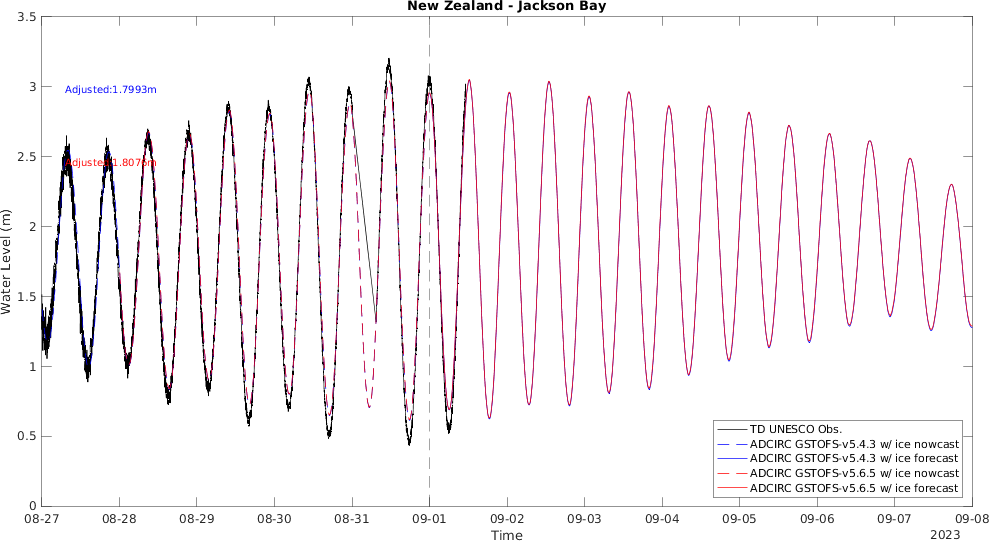 New Zealand - Jackson Bay
3.5
3
2.5
2
1.5
1
0.5
0
Water Level (m)
Adjusted:1.7993m
Adjusted:1.8076m
TD UNESCO Obs.
ADCIRC GSTOFS-v5.4.3 w/ ice nowcast
ADCIRC GSTOFS-v5.4.3 w/ ice forecast
ADCIRC GSTOFS-v5.6.5 w/ ice nowcast
ADCIRC GSTOFS-v5.6.5 w/ ice forecast
08-27 08-28 08-29 08-30 08-31 09-01 09-02 09-03 09-04 09-05 09-06 09-07 09-08
Time
2023